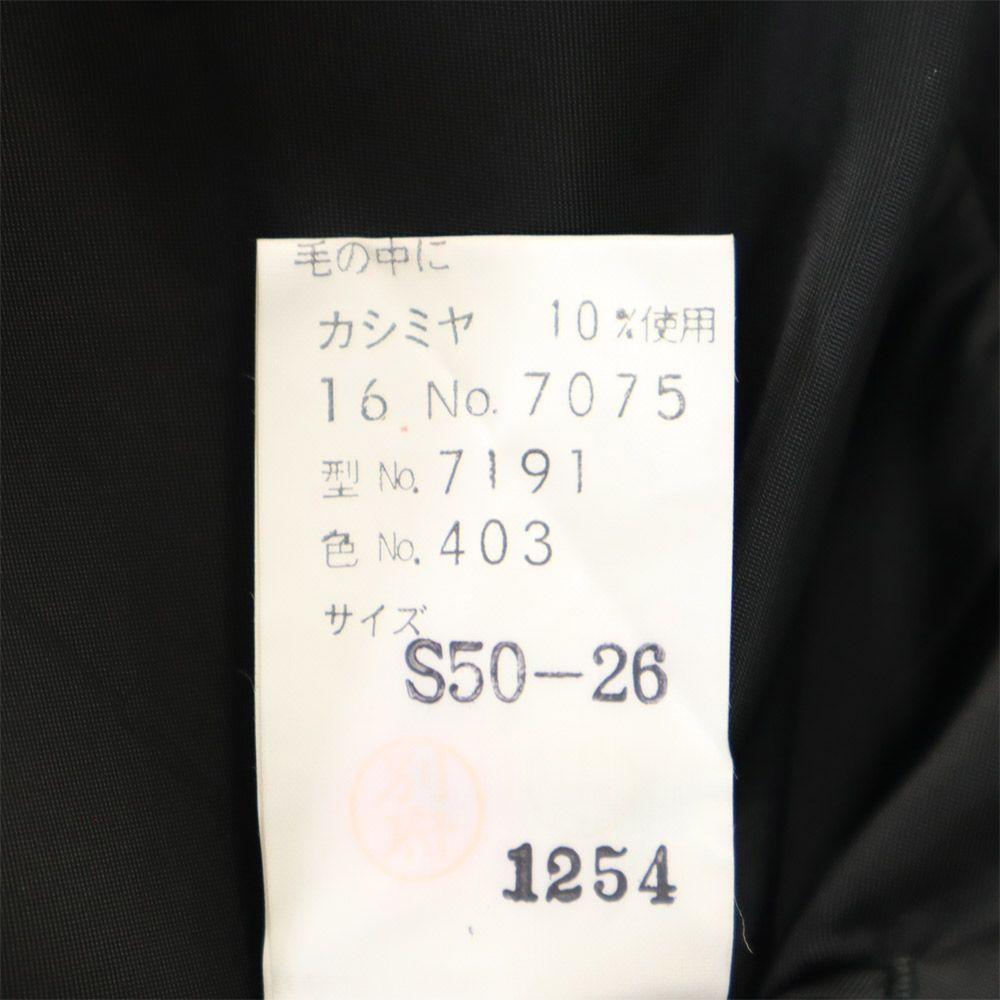 毛の中に
カシミヤ 10%使用
16 No. 7075
型 No. 7191
色 No. 403
サイズ
S50-26
1254